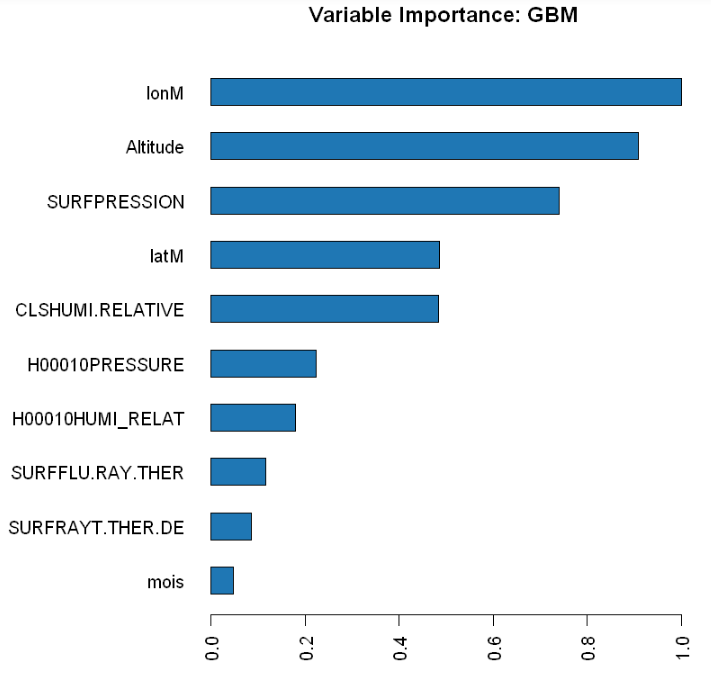 Variable Importance: GBM
lonM
Altitude
SURFPRESSION
latM
CLSHUMI.RELATIVE
H00010PRESSURE
H00010HUMI_RELAT
SURFFLU.RAY.THER
SURFRAYT.THER.DE
mois
0.0 0.2 0.4 0.6 0.8 1.0